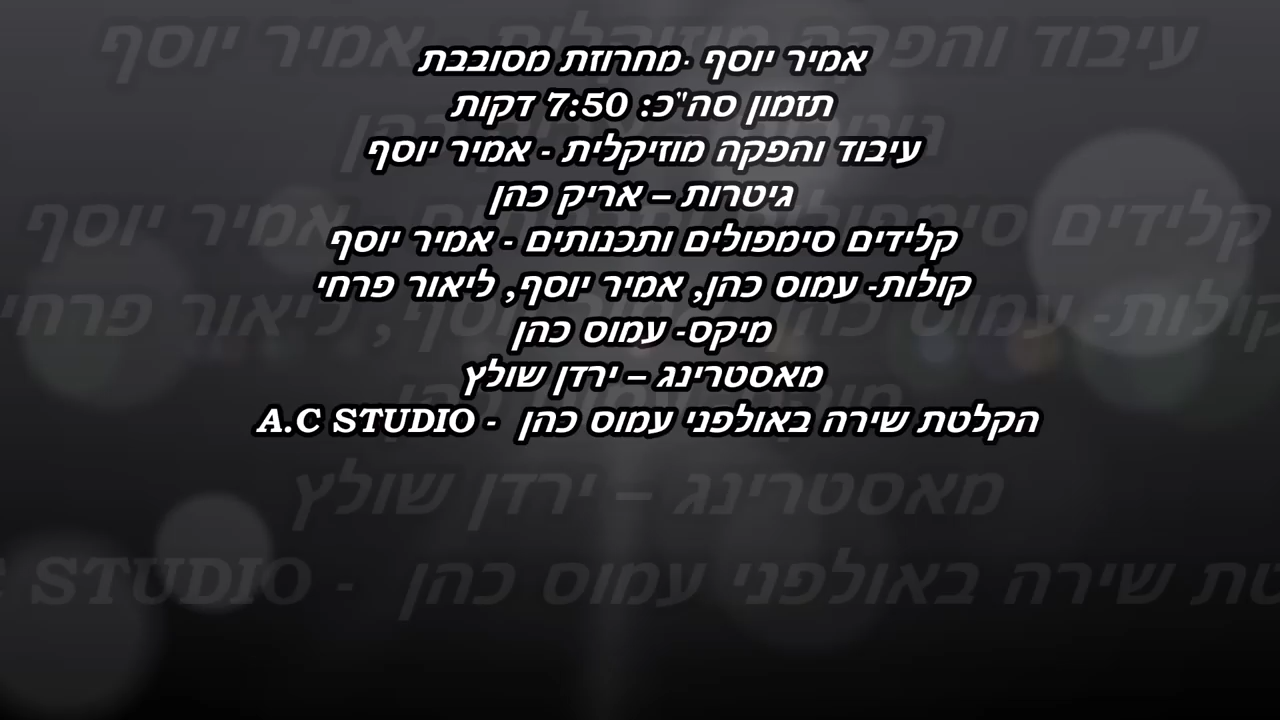 אמיר יוסף ·מחרוזת מסובבת
תזמון סה"כ: 7:50 דקות
עיבוד והפקה מוזיקלית - אמיר יוסף
גיטרות – אריק כהן
קלידים סימפולים ותכנותים - אמיר יוסף
קולות- עמוס כהן, אמיר יוסף, ליאור פרחי
מיקס- עמוס כהן
מאסטרינג – ירדן שולץ
הקלטת שירה באולפני עמוס כהן - A.C STUDIO